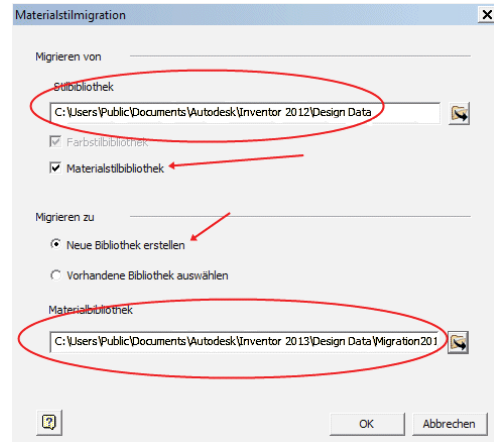 Materialstilmigration
Migrieren von
Stilbibliothek
C:\Users\Public\Documents\Autodesk\Inventor 2012\Design Data
Farbstilbibliothek
Materialstilbibliothek
Migrieren zu
Neue Bibliothek erstellen
Vorhandene Bibliothek auswählen
Materialbibliothek
C:\Users\Public\Documents\Autodesk\Inventor 2013\Design Data\Migration201
OK Abbrechen